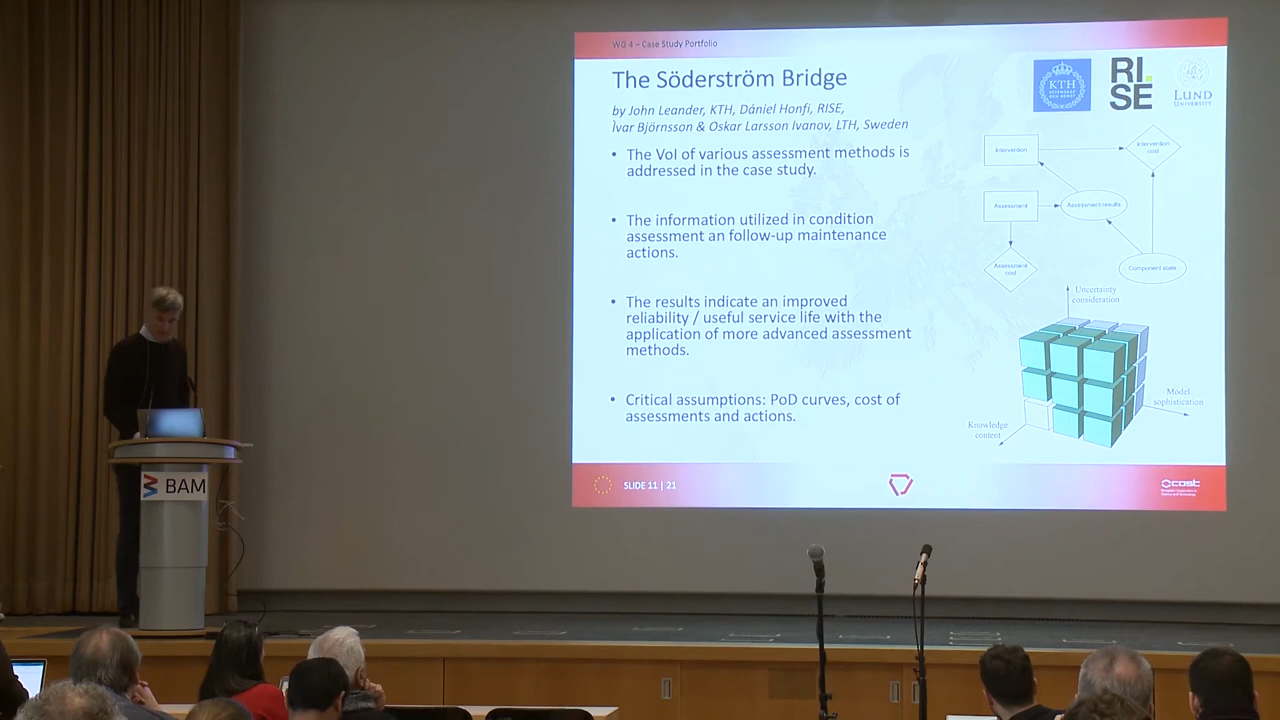 WG 4 – Case Study Portfolio
The Söderström Bridge
by John Leander, KTH, Dániel Honfi, RISE,
Ìvar Björnsson & Oskar Larsson Ivanov, LTH, Sweden
• The VoI of various assessment methods is
addressed in the case study.
• The information utilized in condition
assessment an follow-up maintenance
actions.
• The results indicate an improved
reliability / useful service life with the
application of more advanced assessment
methods.
• Critical assumptions: PoD curves, cost of
assessments and actions.
KTH
RI.
SE
LUND
UNIVERSITY
Intervention
Intervention
cost
Assessment
Assessment results
Assessment
cost
Component state
Uncertainty
consideration
Model
sophistication
Knowledge
content
SLIDE 11 | 21
cost
BAM